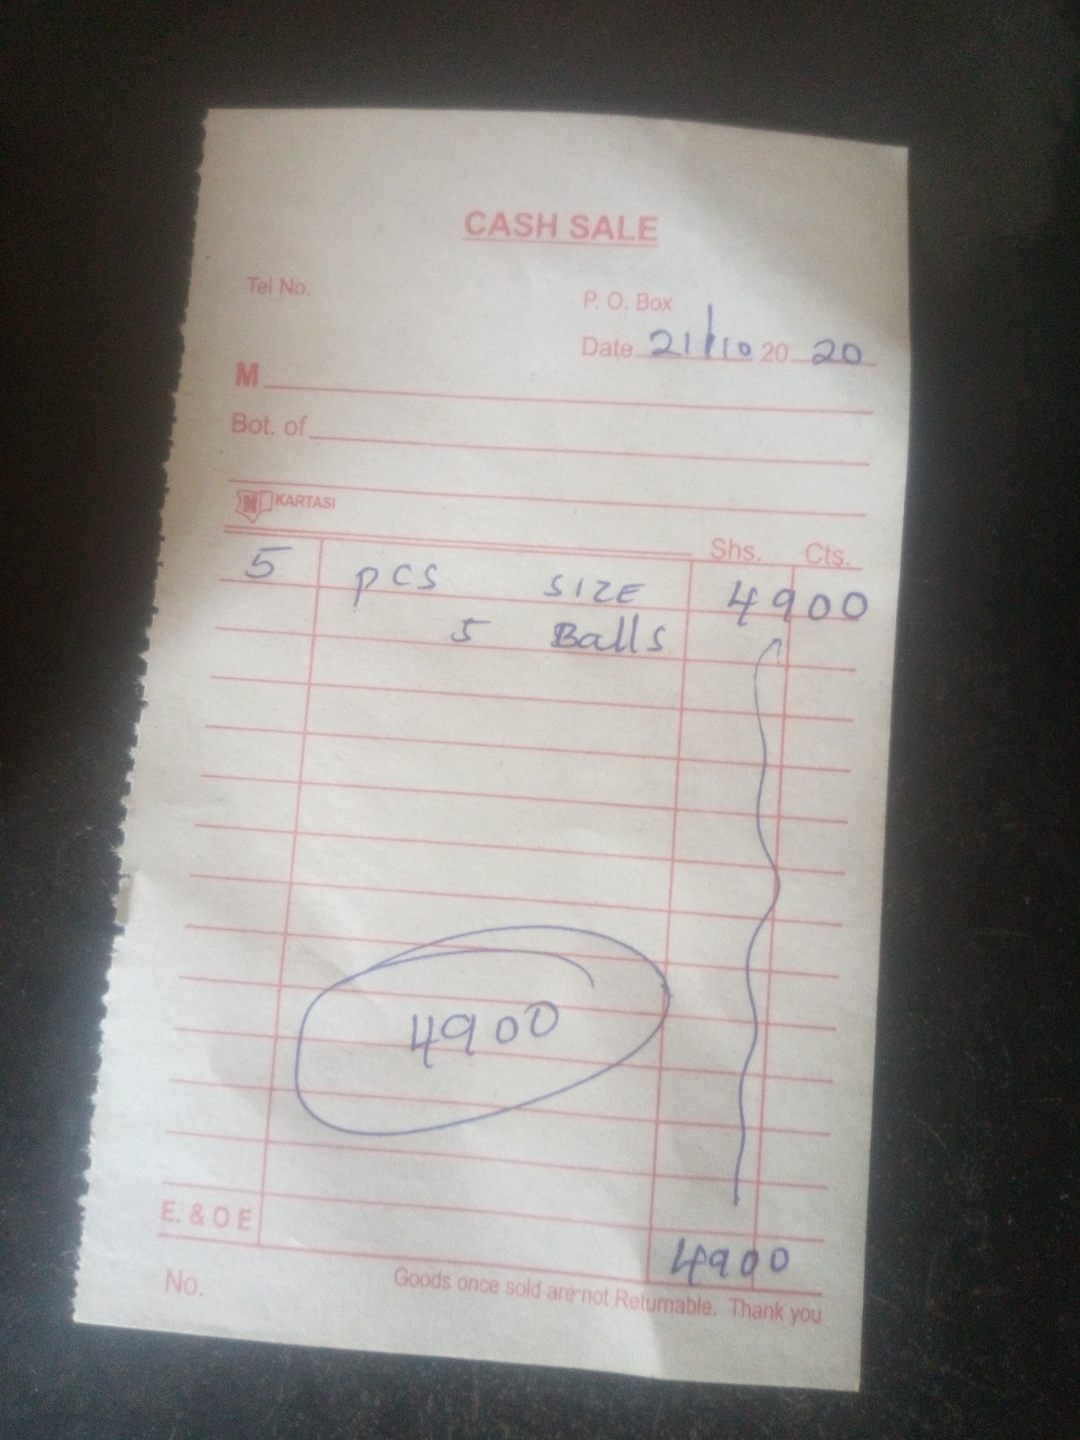 CASH SALE
Tel No.
P. O. Box
Date 21/10 20 20
M
Bot. of
KARTASI
Shs. Cts.
5 pcs SIZE 4900
5 Balls
4900
E. & O E 4900
No. Goods once sold are not Returnable. Thank you